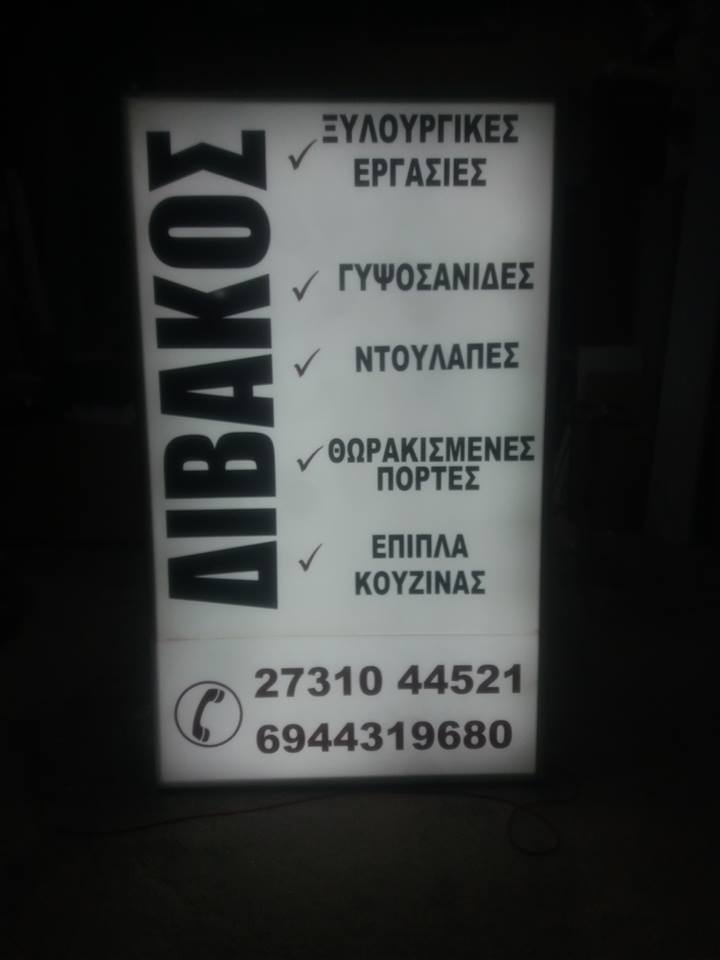 ΔΙΒΑΚΟΣ
✓ ΞΥΛΟΥΡΓΙΚΕΣ
ΕΡΓΑΣΙΕΣ
✓ ΓΥΨΟΣΑΝΙΔΕΣ
✓ ΝΤΟΥΛΑΠΕΣ
✓ ΘΩΡΑΚΙΣΜΕΝΕΣ
ΠΟΡΤΕΣ
✓ ΕΠΙΠΛΑ
ΚΟΥΖΙΝΑΣ
27310 44521
6944319680